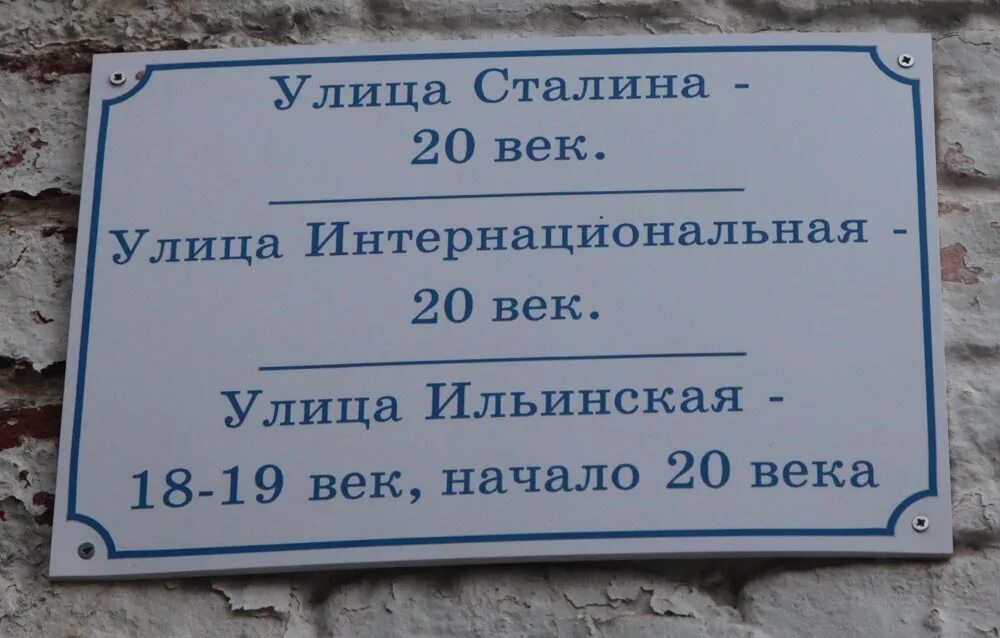 Улица Сталина -
20 век.
Улица Интернациональная -
20 век.
Улица Ильинская -
18-19 век, начало 20 века